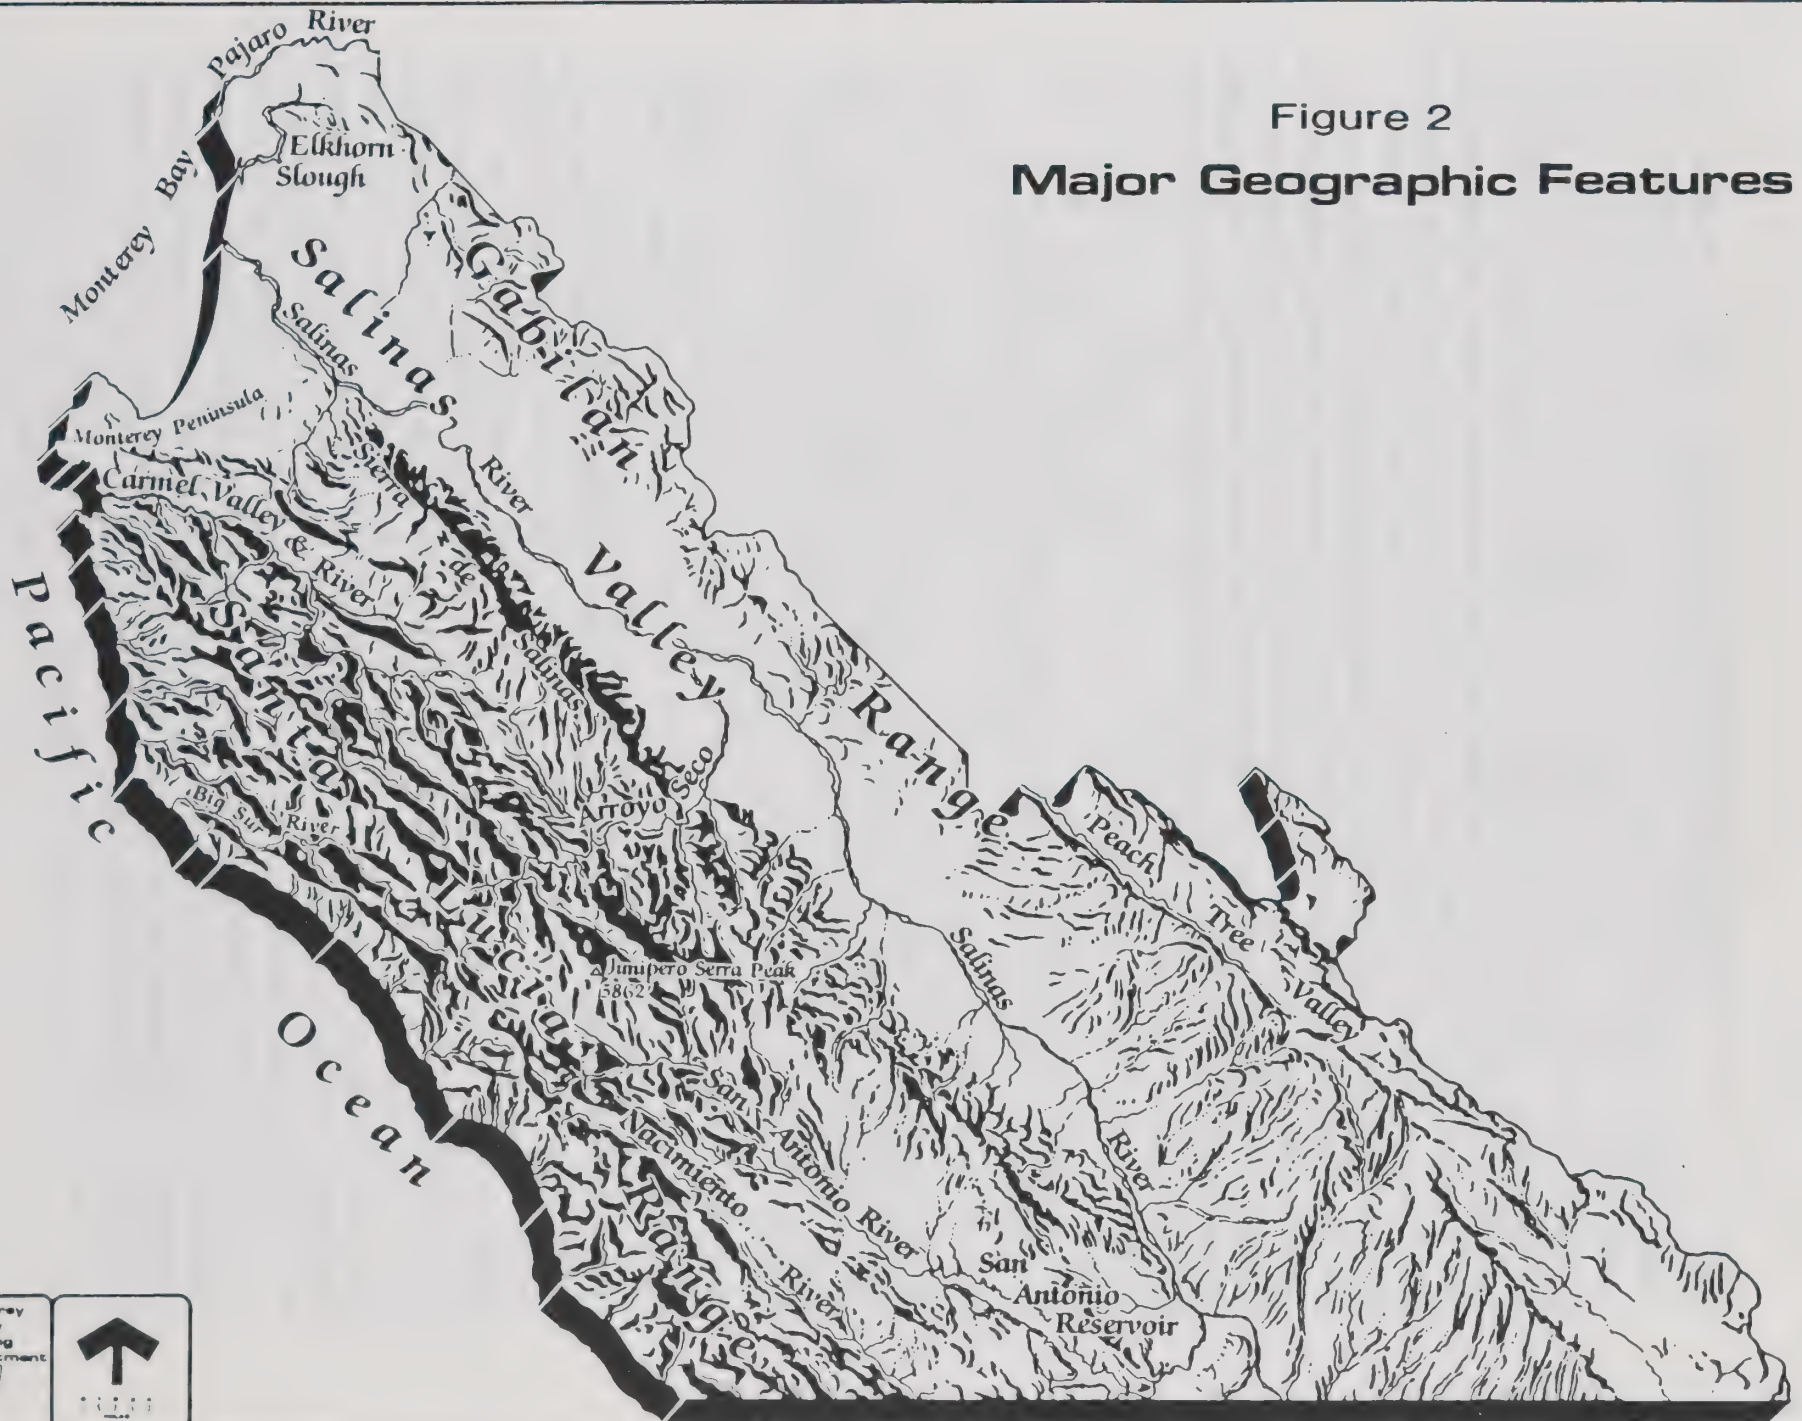 Figure 2
Major Geographic Features
Pajaro River
Elkhorn
Slough
Monterey Bay
Salinas Valley
Gabilan Range
Salinas River
Monterey Peninsula
Carmel Valley & River
Sierra de Salinas
Pacific Ocean
Santa Lucia Range
Arroyo Seco
Big Sur River
Peach Tree Valley
Junipero Serra Peak
5862'
Salinas River
San Antonio River
Nacimiento River
San
Antonio
Reservoir